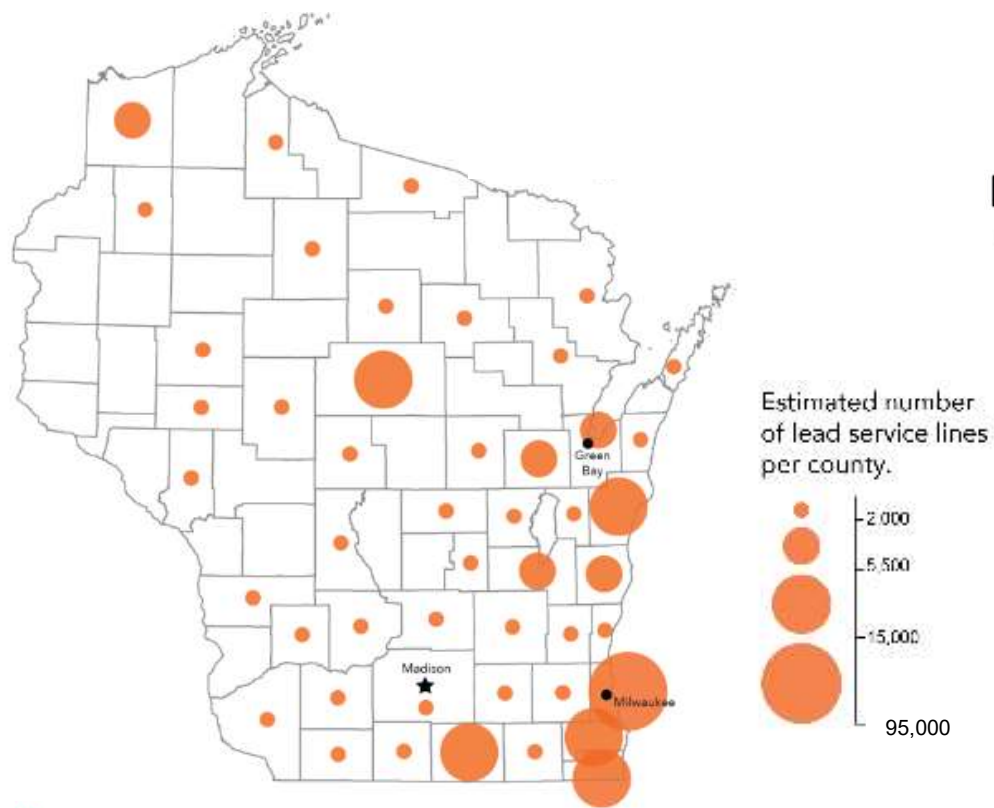 Estimated number
of lead service lines
per county.
2,000
5,500
15,000
95,000
Green
Bay
Madison
Milwaukee